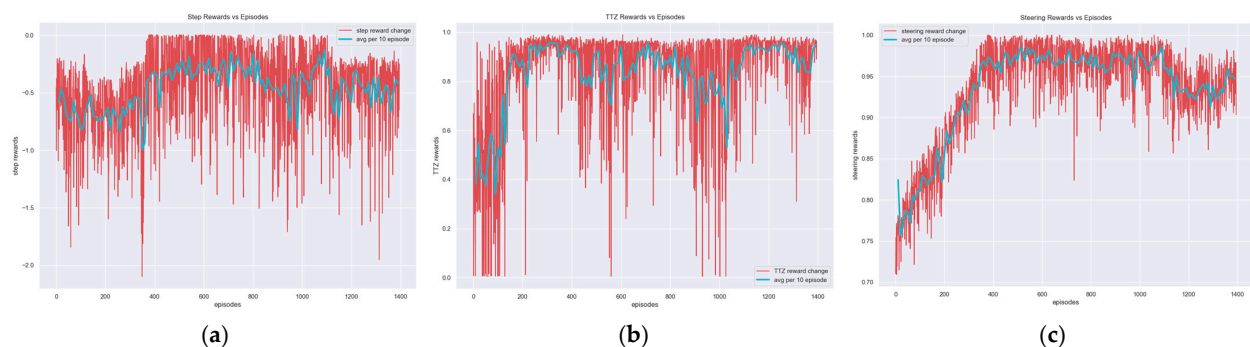 Step Rewards vs Episodes
step reward change
avg per 10 episode
0.0
−0.5
−1.0
−1.5
−2.0
step rewards
0 200 400 600 800 1000 1200 1400
episodes
(a)
TTZ Rewards vs Episodes
1.0
0.8
0.6
0.4
0.2
0.0
TTZ rewards
TTZ reward change
avg per 10 episode
0 200 400 600 800 1000 1200 1400
episodes
(b)
Steering Rewards vs Episodes
steering reward change
avg per 10 episode
1.00
0.95
0.90
0.85
0.80
0.75
0.70
steering rewards
0 200 400 600 800 1000 1200 1400
episodes
(c)